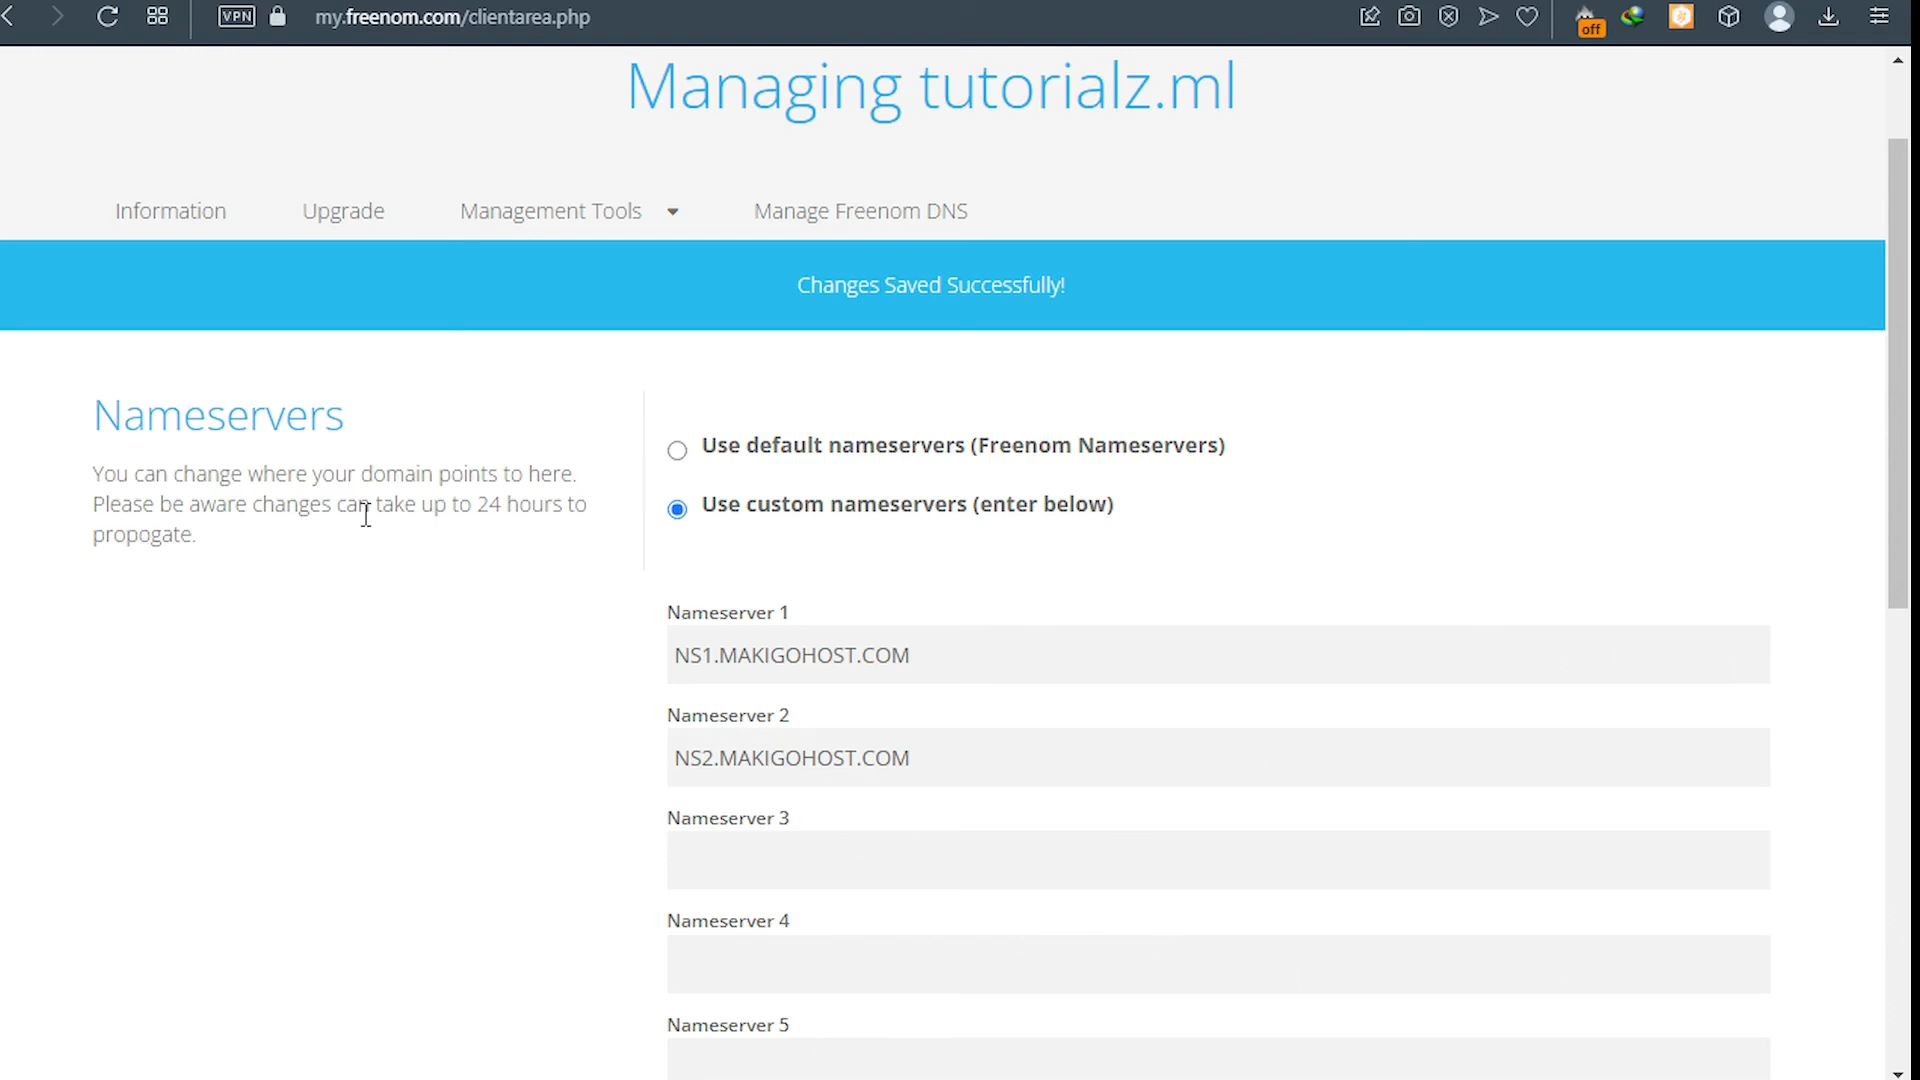 VPN
my.freenom.com/clientarea.php
off
Managing tutorialz.ml
Information
Upgrade
Management Tools
Manage Freenom DNS
Changes Saved Successfully!
Nameservers
You can change where your domain points to here.
Please be aware changes can take up to 24 hours to
propogate.
Use default nameservers (Freenom Nameservers)
Use custom nameservers (enter below)
Nameserver 1
NS1.MAKIGOHOST.COM
Nameserver 2
NS2.MAKIGOHOST.COM
Nameserver 3
Nameserver 4
Nameserver 5